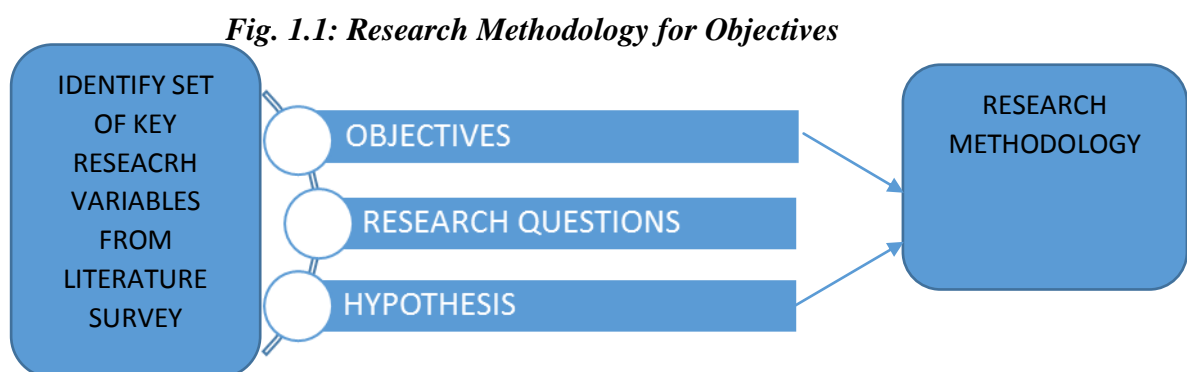 Fig. 1.1: Research Methodology for Objectives
IDENTIFY SET
OF KEY
RESEACRH
VARIABLES
FROM
LITERATURE
SURVEY
OBJECTIVES
RESEARCH QUESTIONS
HYPOTHESIS
RESEARCH
METHODOLOGY